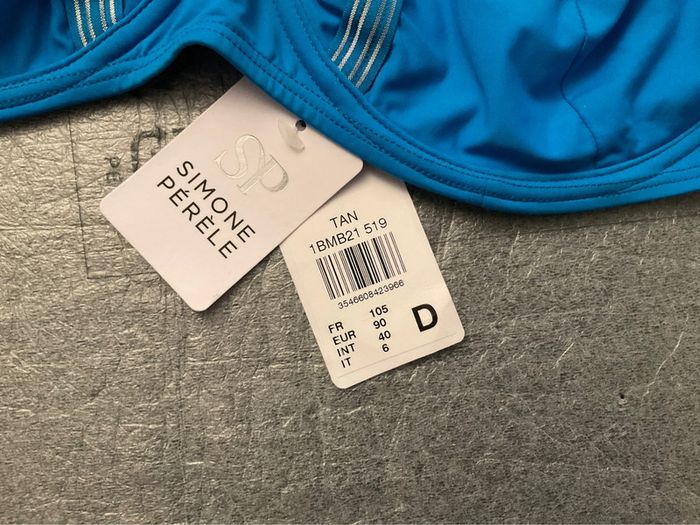 SP
SIMONE
PÉRÈLE
TAN
1BMB21 519
3546608423966
FR 105
EUR 90
INT 40
IT 6
D